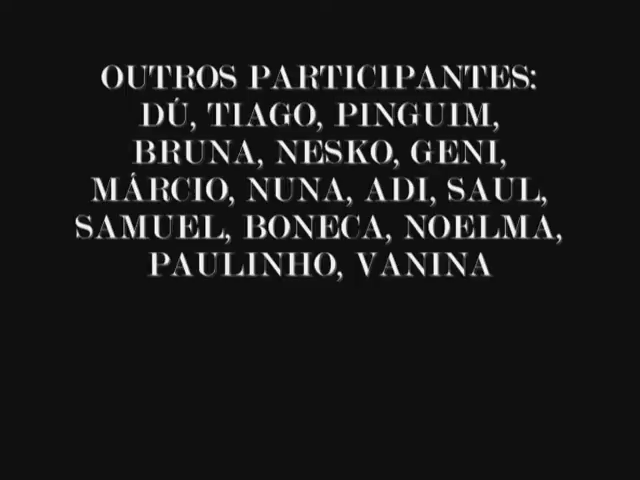 OUTROS PARTICIPANTES:
DÚ, TIAGO, PINGUIM,
BRUNA, NESKO, GENI,
MÁRCIO, NUNA, ADI, SAUL,
SAMUEL, BONECA, NOELMA,
PAULINHO, VANINA